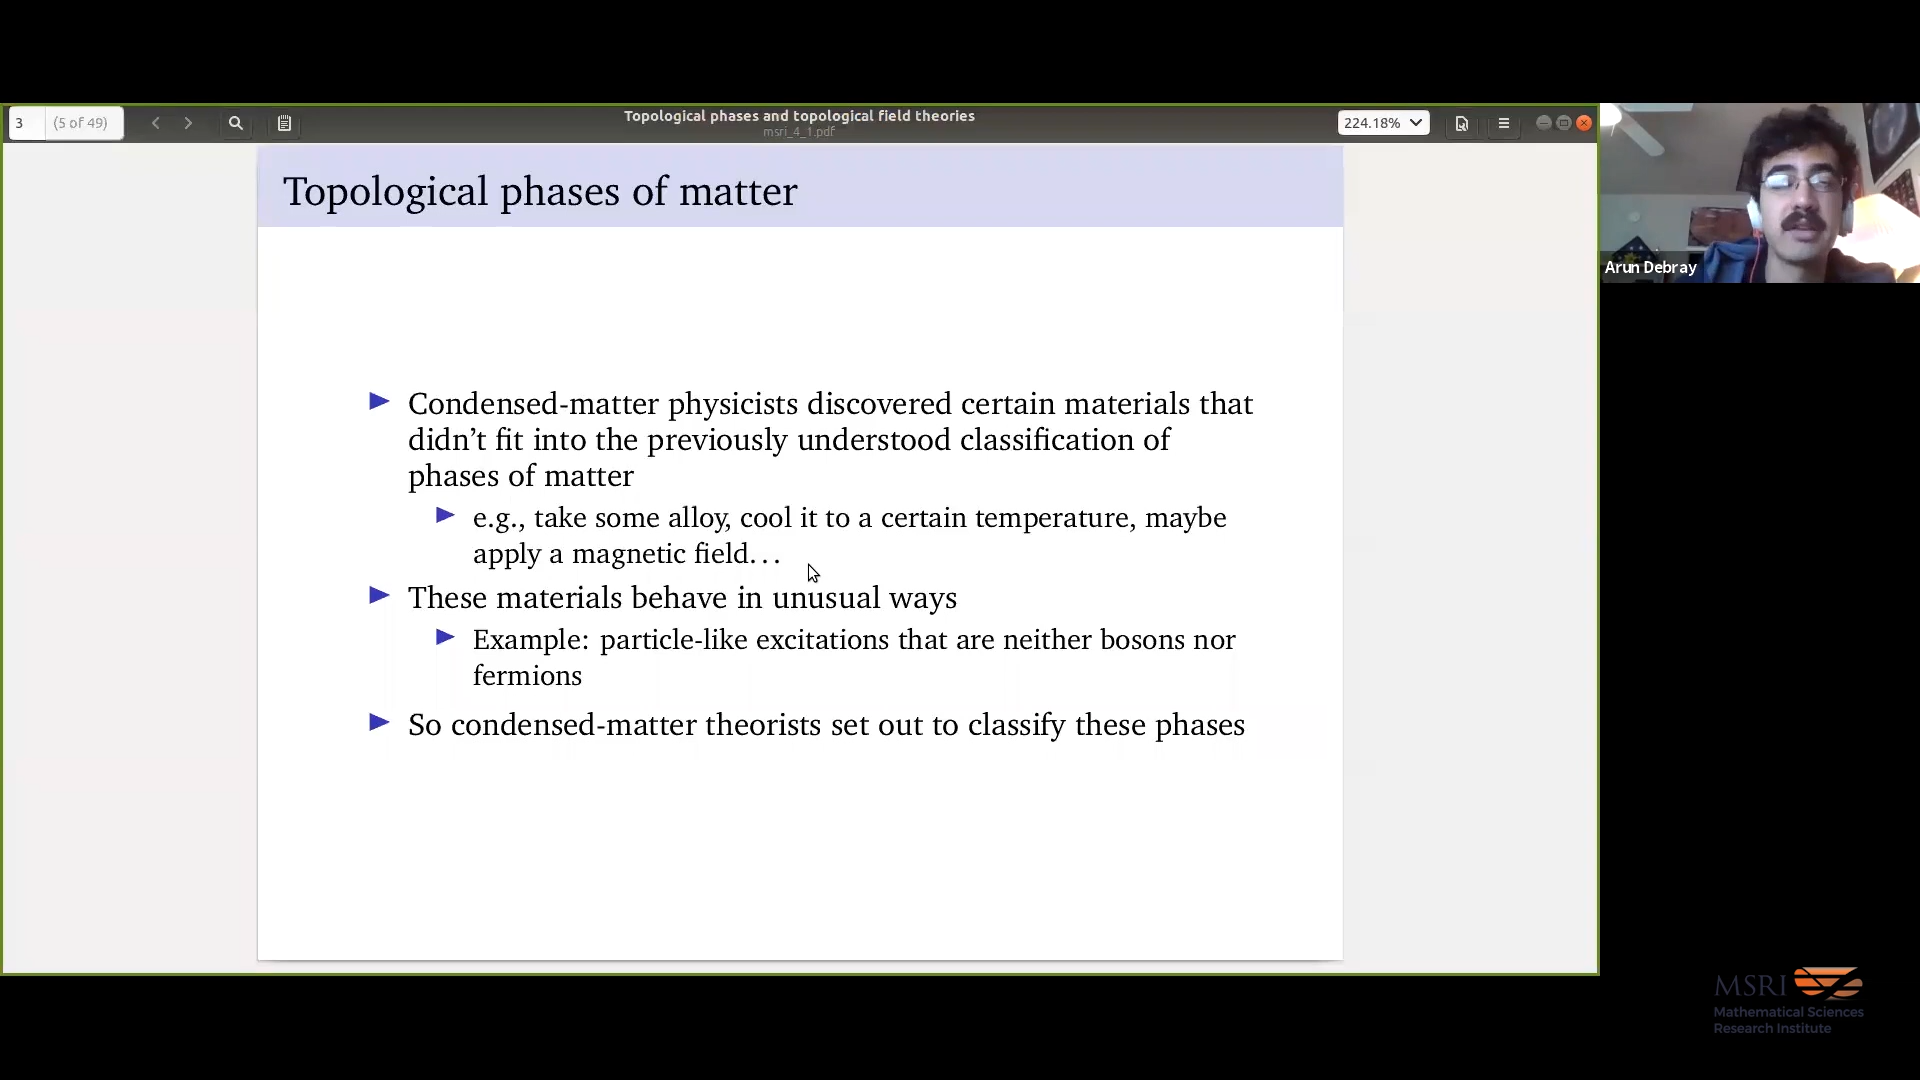 3 (5 of 49)
Topological phases and topological field theories
msri_4_1.pdf
224.18%
Topological phases of matter
Condensed-matter physicists discovered certain materials that
didn't fit into the previously understood classification of
phases of matter
e.g., take some alloy, cool it to a certain temperature, maybe
apply a magnetic field...
These materials behave in unusual ways
Example: particle-like excitations that are neither bosons nor
fermions
So condensed-matter theorists set out to classify these phases
Arun Debray
MSRI
Mathematical Sciences
Research Institute